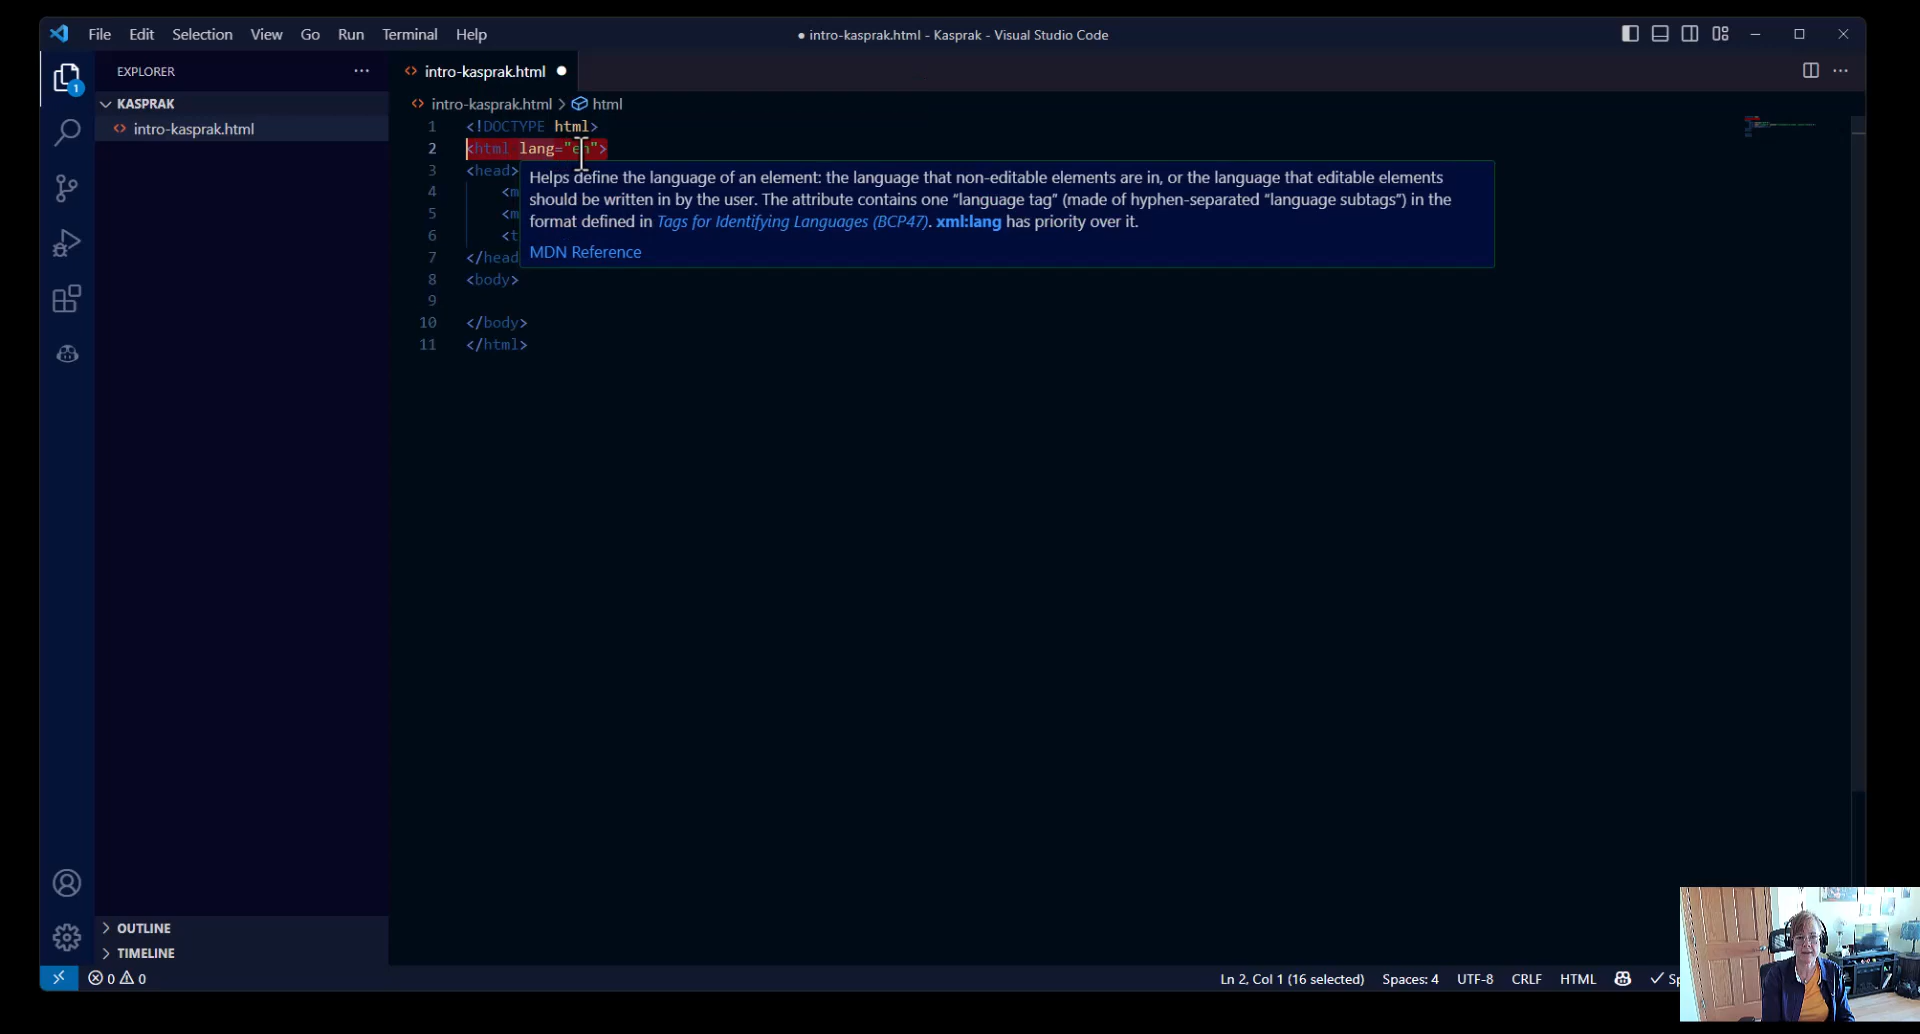 File Edit Selection View Go Run Terminal Help
● intro-kasprak.html - Kasprak - Visual Studio Code
EXPLORER
intro-kasprak.html
KASPRAK
intro-kasprak.html > html
intro-kasprak.html
1 <!DOCTYPE html>
2 <html lang="en">
3 <head>
Helps define the language of an element: the language that non-editable elements are in, or the language that editable elements
should be written in by the user. The attribute contains one “language tag” (made of hyphen-separated “language subtags”) in the
format defined in Tags for Identifying Languages (BCP47). xml:lang has priority over it.
MDN Reference
4 <m
5 <m
6 <t
7 </head
8 <body>
9
10 </body>
11 </html>
1
OUTLINE
TIMELINE
0 0
Ln 2, Col 1 (16 selected) Spaces: 4 UTF-8 CRLF HTML